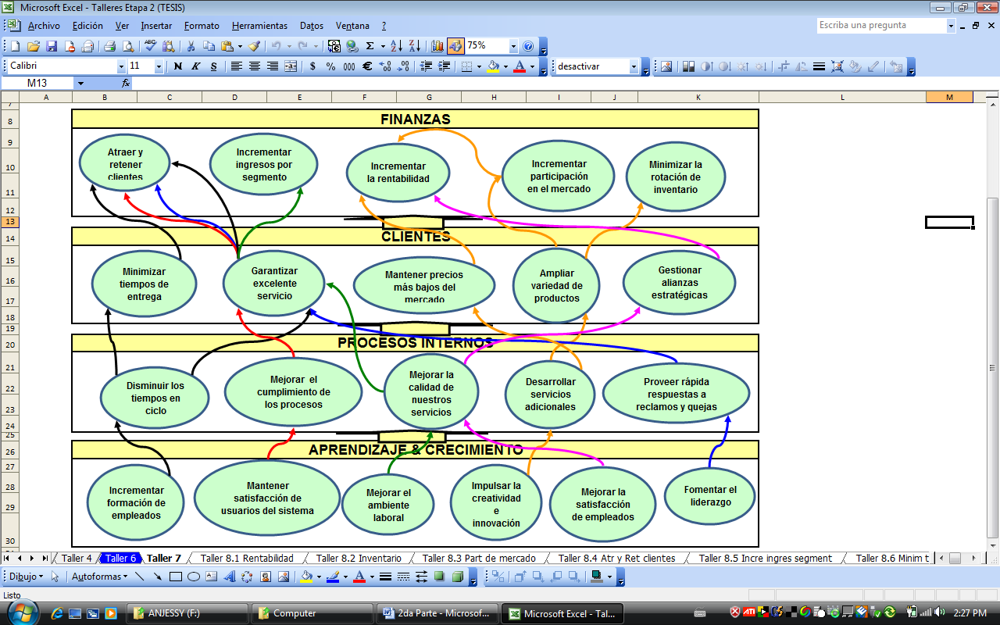 Microsoft Excel - Talleres Etapa 2 (TESIS)
Archivo Edición Ver Insertar Formato Herramientas Datos Ventana ?
Escriba una pregunta
75%
Calibri 11 N K S $ % 000 €
desactivar
M13 fx
A B C D E F G H I J K L M
7
8
9
10
11
12
13
14
15
16
17
18
19
20
21
22
23
24
25
26
27
28
29
30
FINANZAS
Atraer y
retener
clientes
Incrementar
ingresos por
segmento
Incrementar
la rentabilidad
Incrementar
participación
en el mercado
Minimizar la
rotación de
inventario
CLIENTES
Minimizar
tiempos de
entrega
Garantizar
excelente
servicio
Mantener precios
más bajos del
mercado
Ampliar
variedad de
productos
Gestionar
alianzas
estratégicas
PROCESOS INTERNOS
Disminuir los
tiempos en
ciclo
Mejorar el
cumplimiento de
los procesos
Mejorar la
calidad de
nuestros
servicios
Desarrollar
servicios
adicionales
Proveer rápida
respuestas a
reclamos y quejas
APRENDIZAJE & CRECIMIENTO
Incrementar
formación de
empleados
Mantener
satisfacción de
usuarios del sistema
Mejorar el
ambiente
laboral
Impulsar la
creatividad
e
innovación
Mejorar la
satisfacción
de empleados
Fomentar el
liderazgo
Taller 4 Taller 6 Taller 7 Taller 8.1 Rentabilidad Taller 8.2 Inventario Taller 8.3 Part de mercado Taller 8.4 Atr y Ret clientes Taller 8.5 Incre ingres segment Taller 8.6 Minim t
Dibujo Autoformas
Listo
ANJESSY (F:) Computer 2da Parte - Microsof... Microsoft Excel - Tal... 2:27 PM